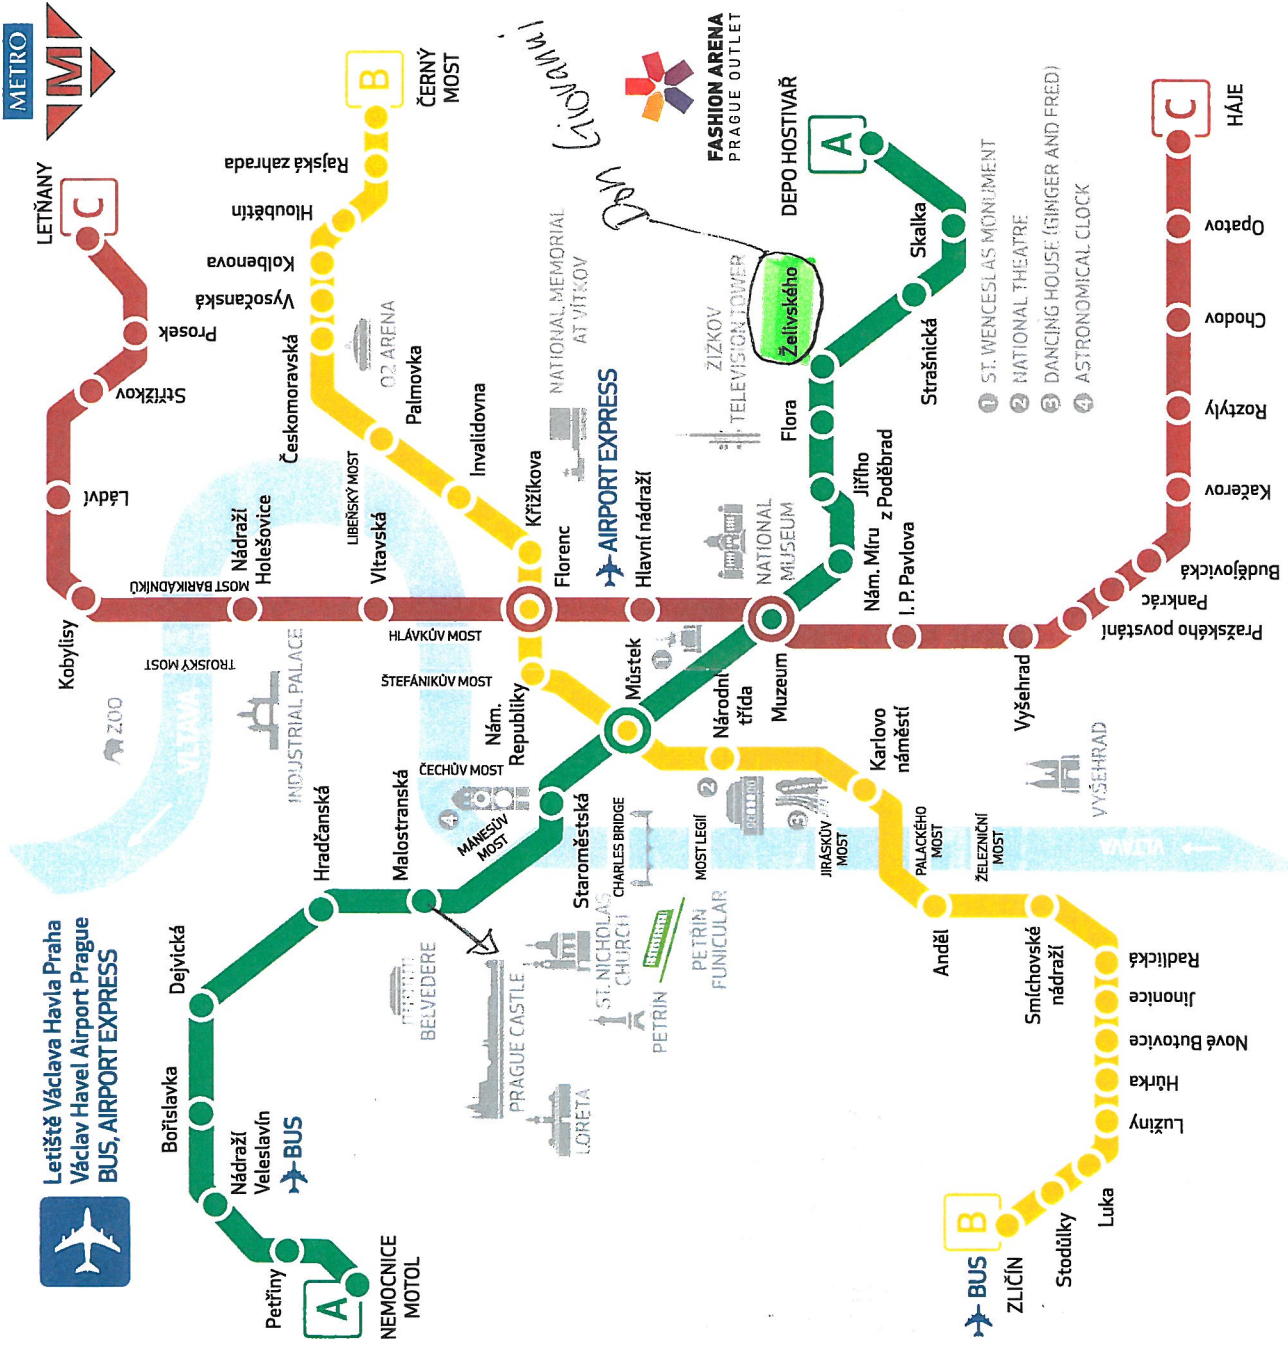 METRO
M
Letiště Václava Havla Praha
Václav Havel Airport Prague
BUS, AIRPORT EXPRESS
LETŇANY
C
Prosek
Střížkov
Ládví
Kobylisy
Nádraží
Holešovice
Vltavská
Florenc
Hlavní nádraží
Muzeum
I. P. Pavlova
Vyšehrad
Pražského povstání
Pankrác
Budějovická
Kačerov
Roztyly
Chodov
Opatov
C
HÁJE
B
ČERNÝ
MOST
Rajská zahrada
Hloubětín
Kolbenova
Vysočanská
Českomoravská
Palmovka
Invalidovna
Křižíkova
Nám.
Republiky
Můstek
Národní
třída
Karlovo
náměstí
Anděl
Smíchovské
nádraží
Radlická
Jinonice
Nové Butovice
Hůrka
Lužiny
Luka
Stodůlky
B
ZLIČÍN
BUS
A
NEMOCNICE
MOTOL
Petřiny
Nádraží
Veleslavín
BUS
Bořislavka
Dejvická
Hradčanská
Malostranská
Staroměstská
Nám. Míru
Jiřího
z Poděbrad
Flora
Želivského
Strašnická
Skalka
DEPO HOSTIVAŘ
A
Don Giovanni
FASHION ARENA
PRAGUE OUTLET
AIRPORT EXPRESS
NATIONAL MEMORIAL
AT VÍTKOV
O2 ARENA
ŽIŽKOV
TELEVISION TOWER
NATIONAL
MUSEUM
ZOO
INDUSTRIAL PALACE
VLTAVA
TROJSKÝ MOST
MOST BARIKÁDNÍKŮ
LIBEŇSKÝ MOST
HLÁVKŮV MOST
ŠTEFÁNIKŮV MOST
ČECHŮV MOST
MÁNESŮV
MOST
CHARLES BRIDGE
MOST LEGIÍ
JIRÁSKŮV
MOST
PALACKÉHO
MOST
ŽELEZNIČNÍ
MOST
VLTAVA
VYŠEHRAD
BELVEDERE
PRAGUE CASTLE
LORETA
ST. NICHOLAS
CHURCH
PETŘIN
PETŘIN
FUNICULAR
1
2
3
4
1 ST. WENCESLAS MONUMENT
2 NATIONAL THEATRE
3 DANCING HOUSE (GINGER AND FRED)
4 ASTRONOMICAL CLOCK